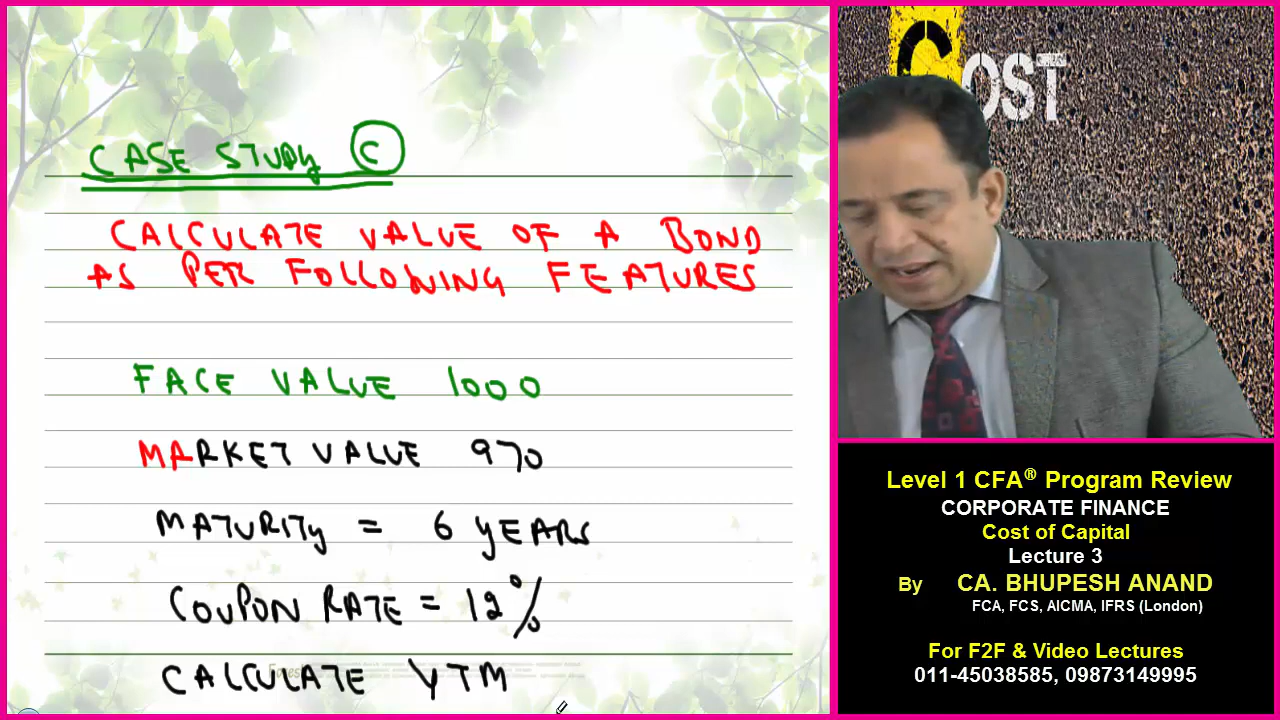 CASE STUDY C
CALCULATE VALUE OF A BOND
AS PER FOLLOWING FEATURES
FACE VALUE 1000
MARKET VALUE 970
MATURITY = 6 YEARS
COUPON RATE = 12%
CALCULATE YTM
COST
Level 1 CFA® Program Review
CORPORATE FINANCE
Cost of Capital
Lecture 3
By CA. BHUPESH ANAND
FCA, FCS, AICMA, IFRS (London)
For F2F & Video Lectures
011-45038585, 09873149995